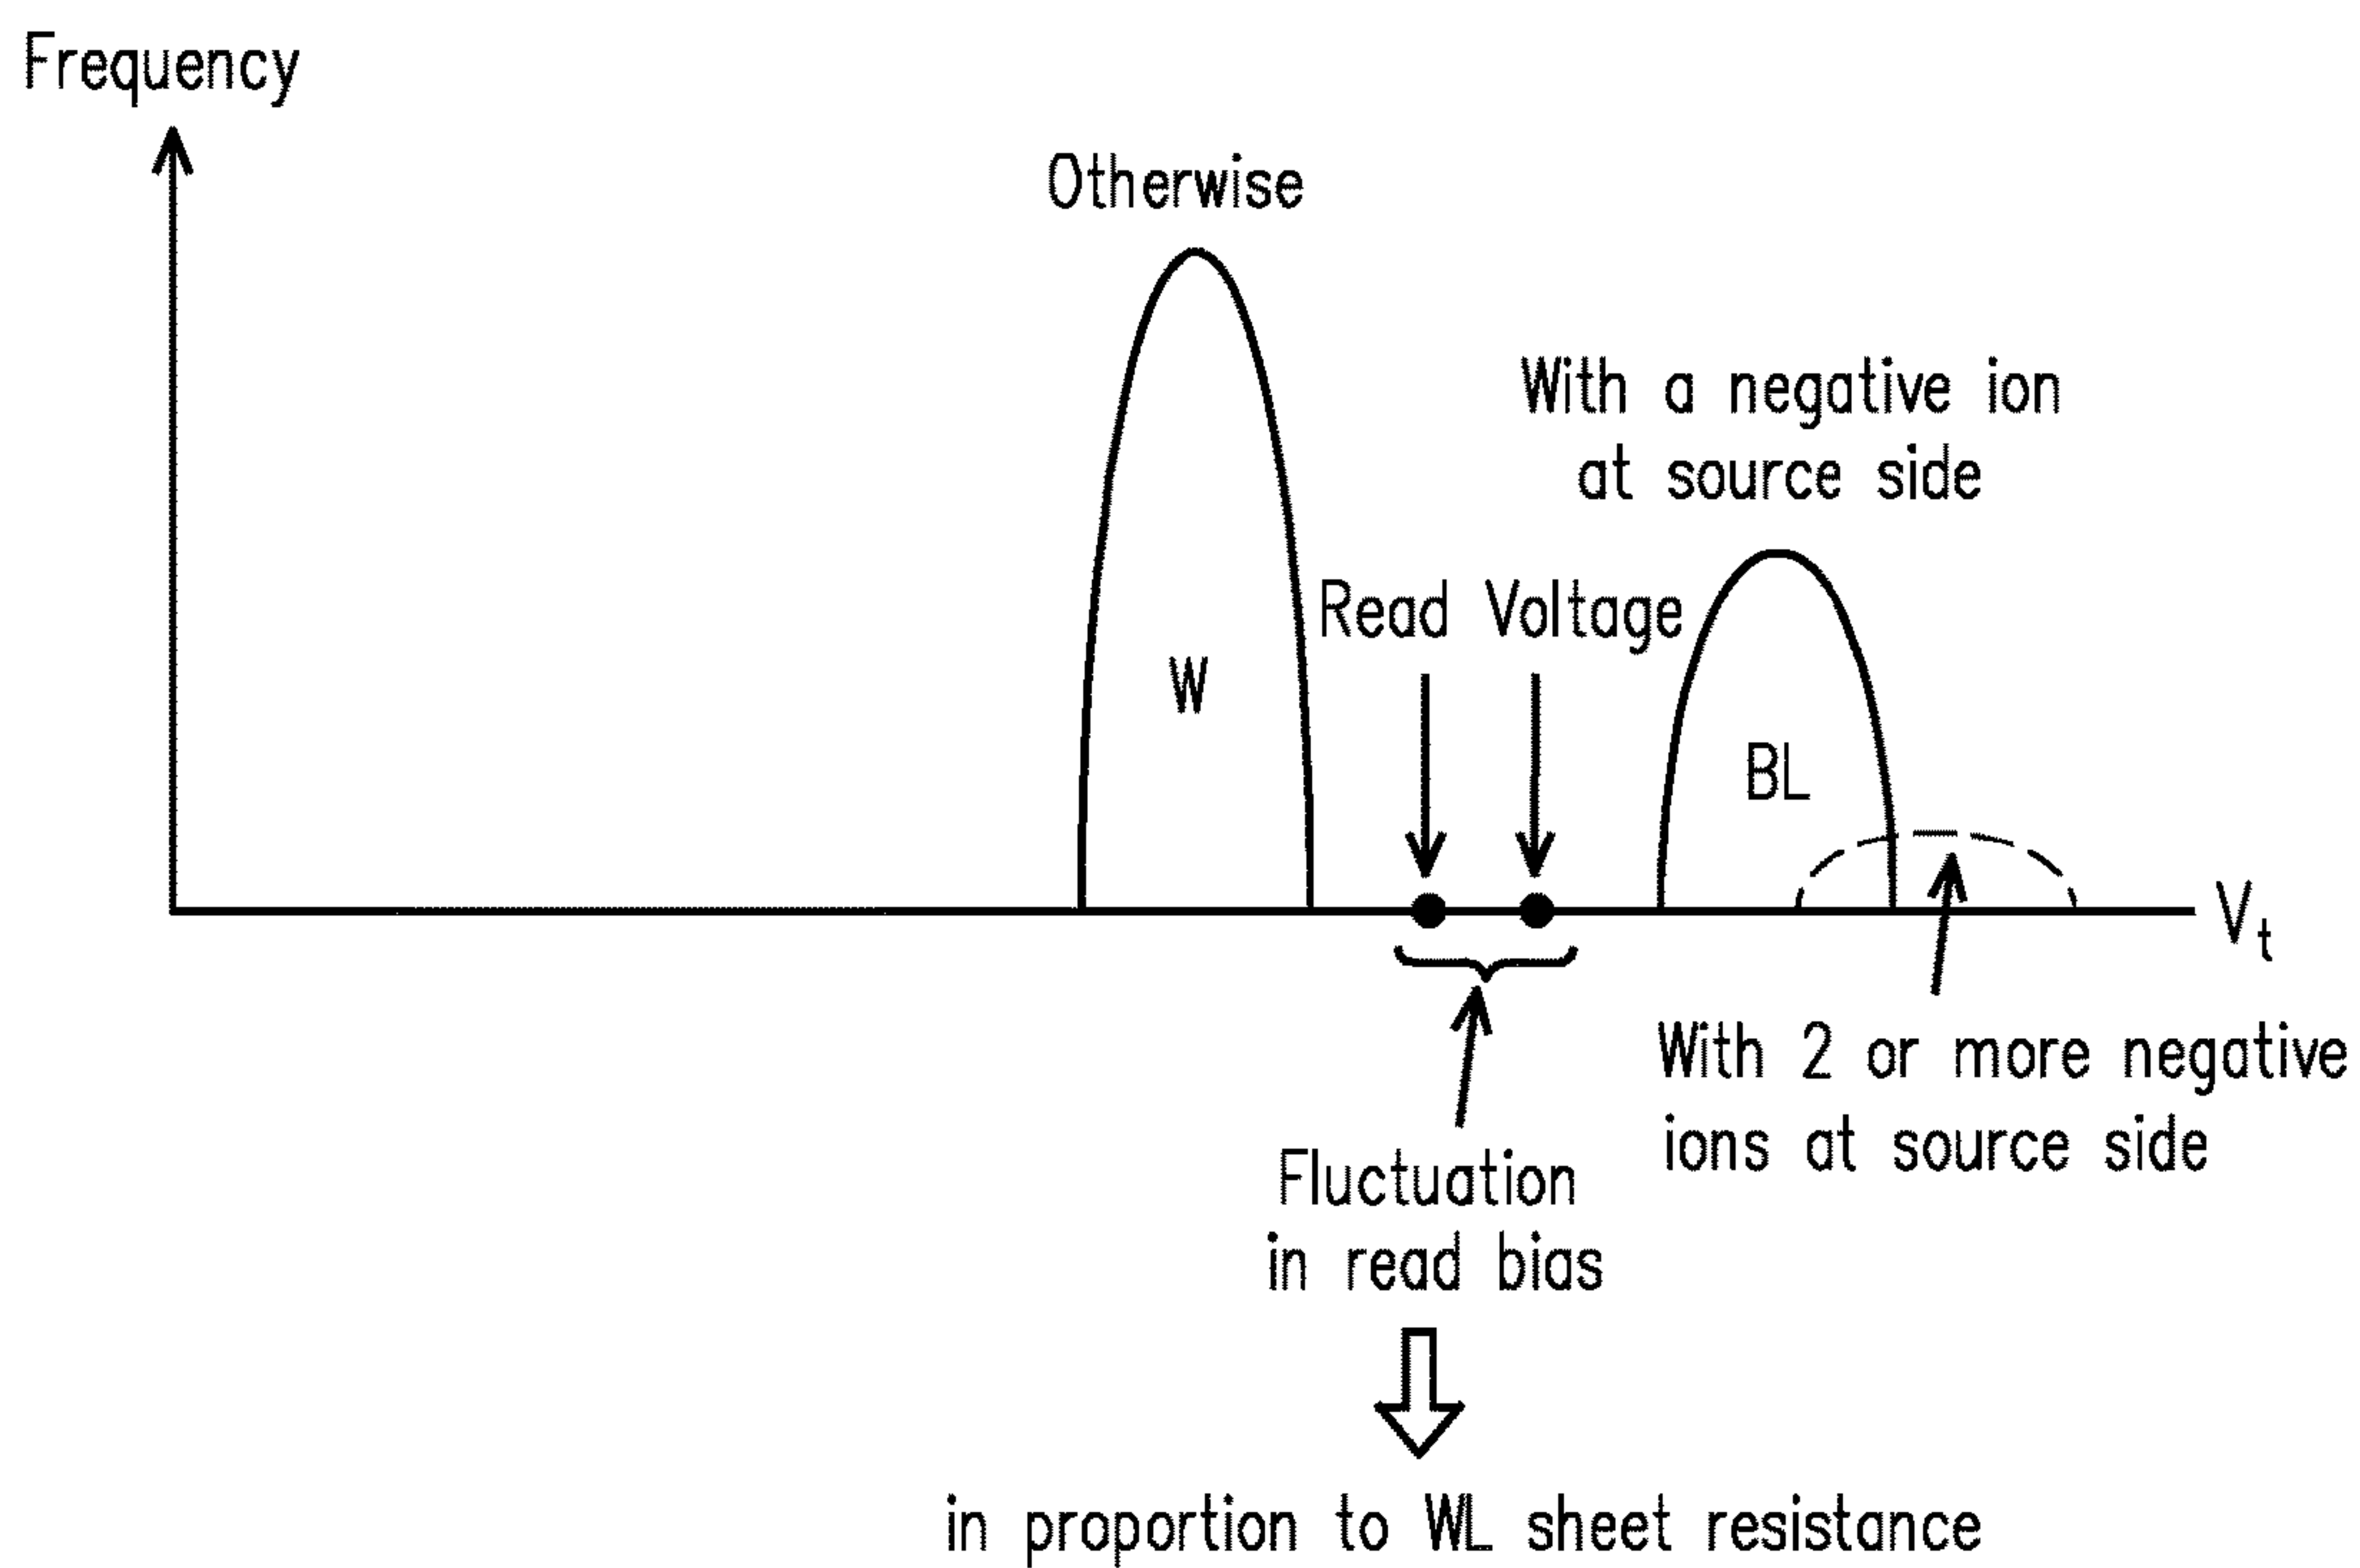 Frequency
Otherwise
With a negative ion
at source side
Read Voltage
W
BL
Vt
With 2 or more negative
ions at source side
Fluctuation
in read bias
in proportion to WL sheet resistance